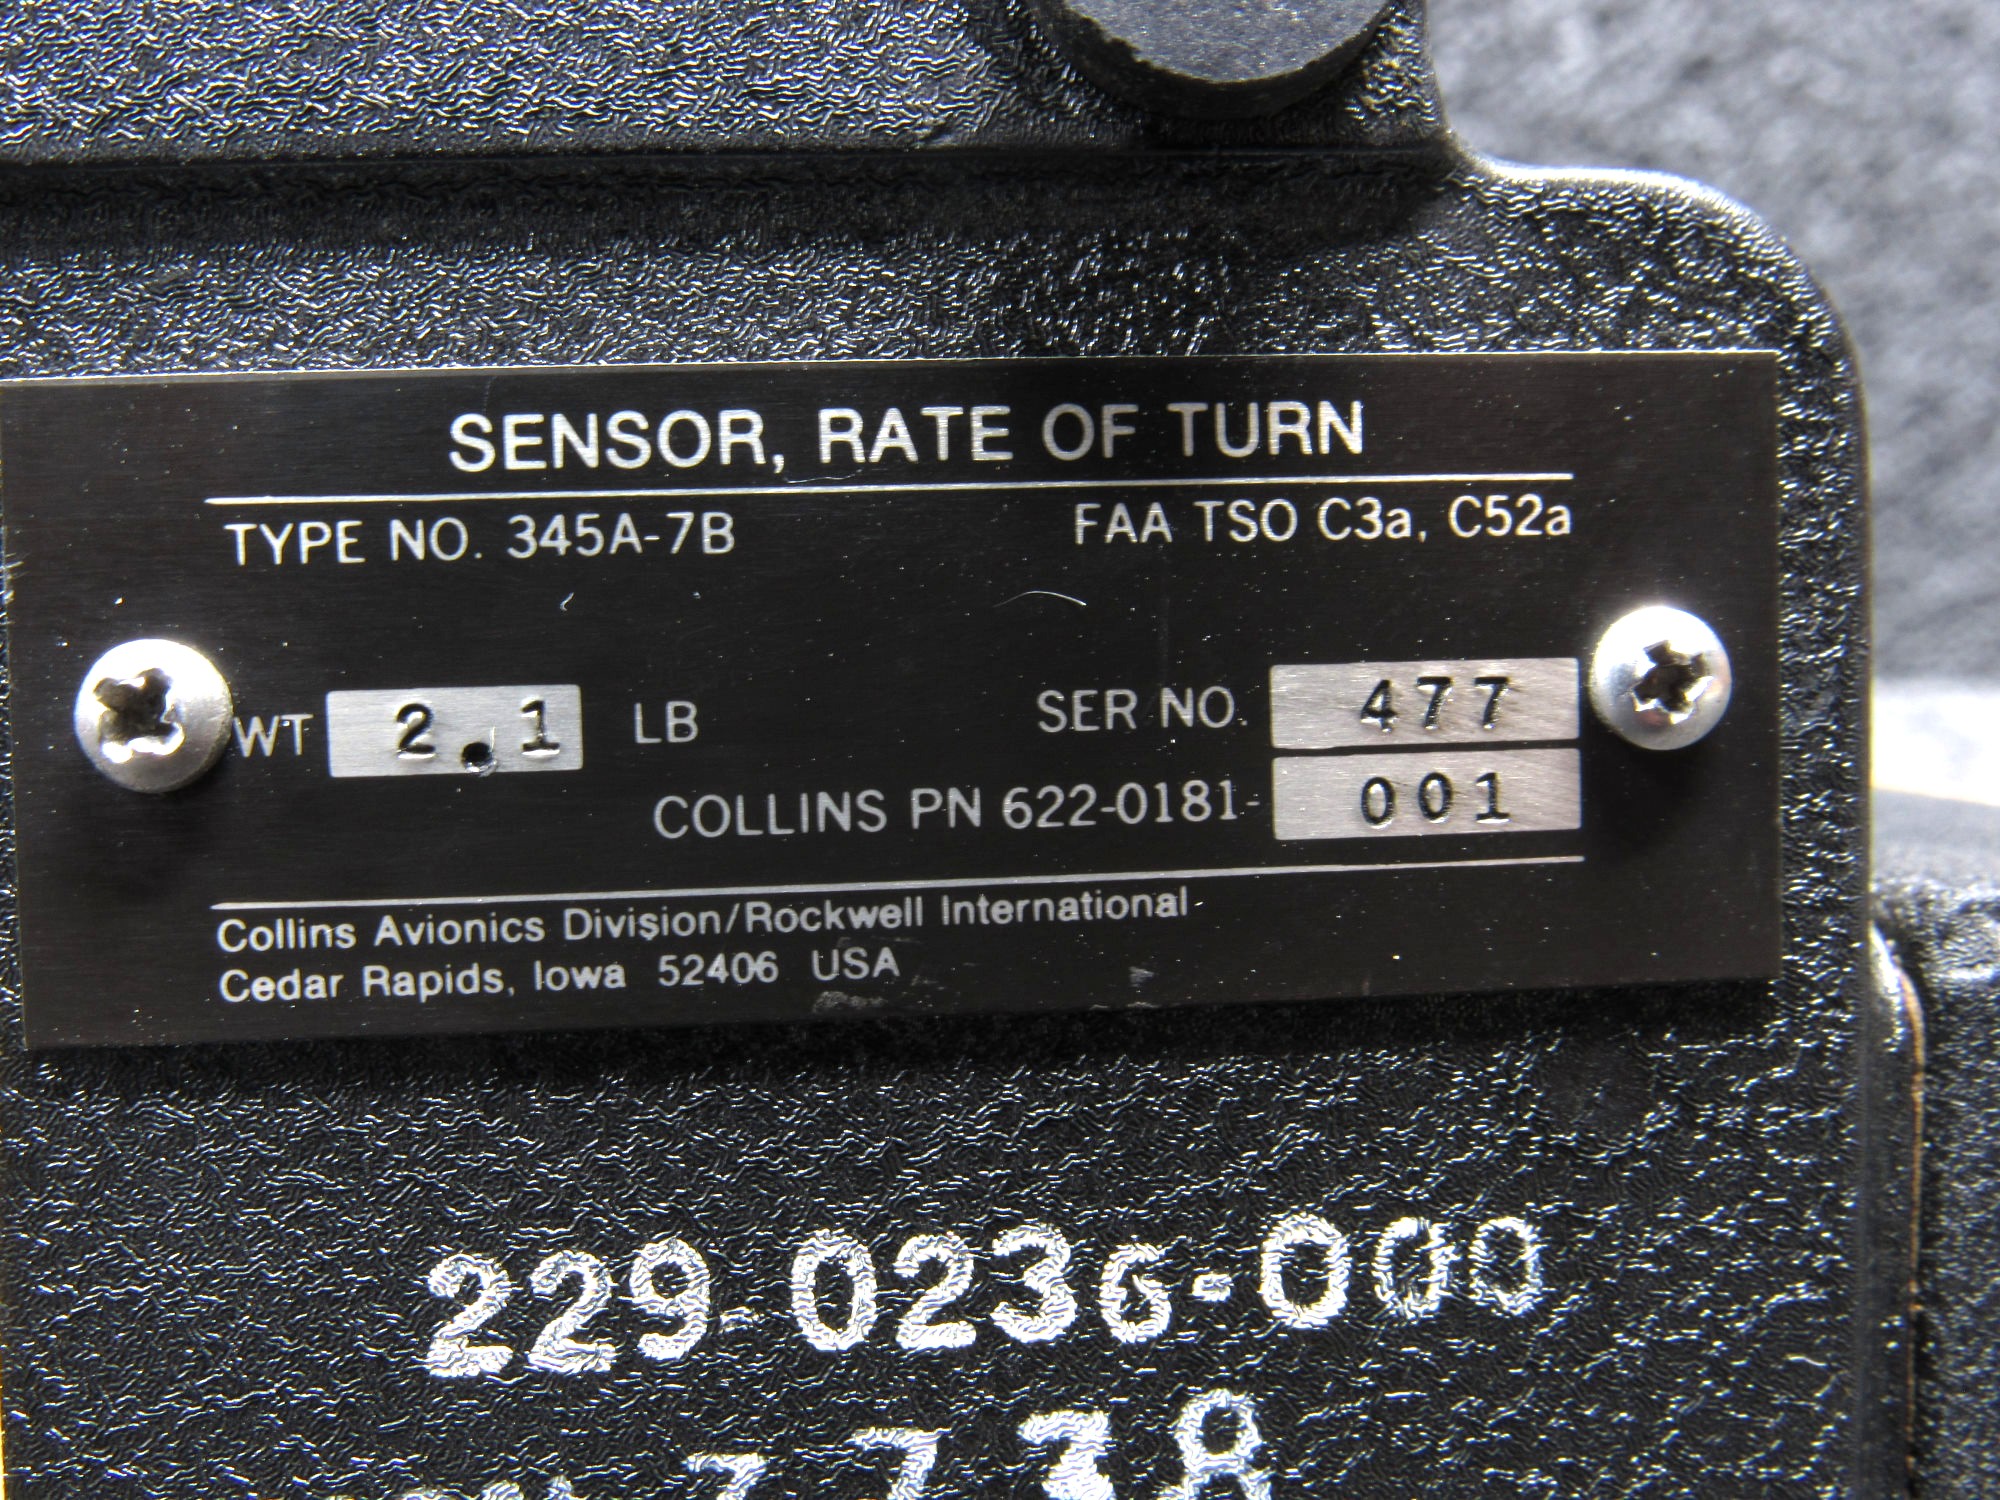 SENSOR, RATE OF TURN
TYPE NO. 345A-7B FAA TSO C3a, C52a
WT 2.1 LB SER NO. 477
COLLINS PN 622-0181- 001
Collins Avionics Division/Rockwell International
Cedar Rapids, Iowa 52406 USA
229-0236-000